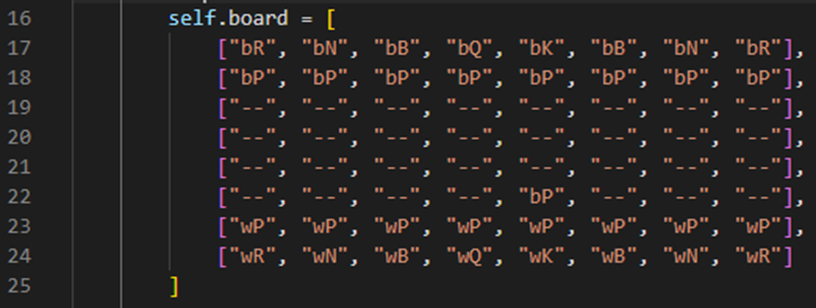 16 self.board = [
17 ["bR", "bN", "bB", "bQ", "bK", "bB", "bN", "bR"],
18 ["bP", "bP", "bP", "bP", "bP", "bP", "bP", "bP"],
19 ["--", "--", "--", "--", "--", "--", "--", "--"],
20 ["--", "--", "--", "--", "--", "--", "--", "--"],
21 ["--", "--", "--", "--", "--", "--", "--", "--"],
22 ["--", "--", "--", "--", "bP", "--", "--", "--"],
23 ["wP", "wP", "wP", "wP", "wP", "wP", "wP", "wP"],
24 ["wR", "wN", "wB", "wQ", "wK", "wB", "wN", "wR"]
25 ]